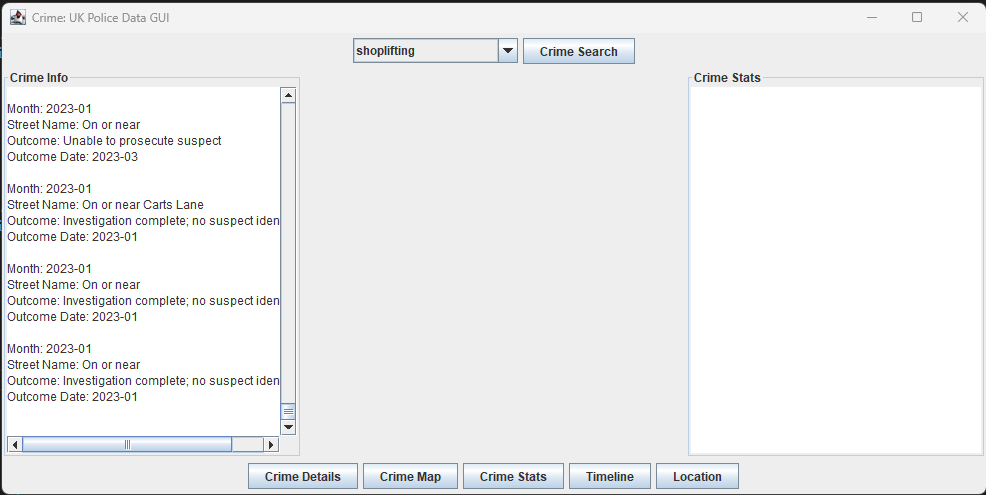 Crime: UK Police Data GUI
shoplifting
Crime Search
Crime Info
Month: 2023-01
Street Name: On or near
Outcome: Unable to prosecute suspect
Outcome Date: 2023-03
Month: 2023-01
Street Name: On or near Carts Lane
Outcome: Investigation complete; no suspect iden
Outcome Date: 2023-01
Month: 2023-01
Street Name: On or near
Outcome: Investigation complete; no suspect iden
Outcome Date: 2023-01
Month: 2023-01
Street Name: On or near
Outcome: Investigation complete; no suspect iden
Outcome Date: 2023-01
Crime Stats
Crime Details
Crime Map
Crime Stats
Timeline
Location